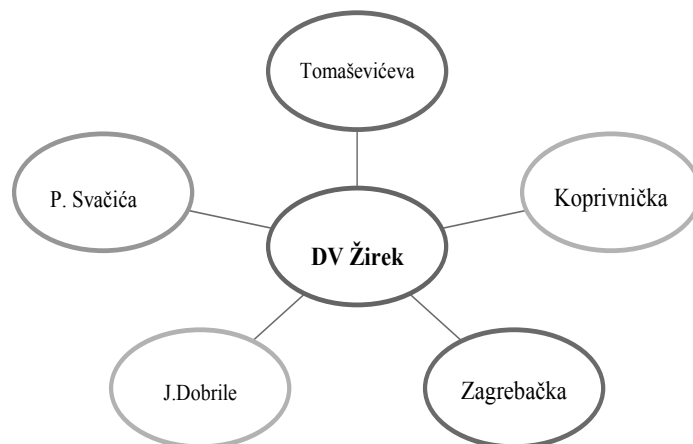 Tomaševićeva
P. Svačića
Koprivnička
DV Žirek
J.Dobrile
Zagrebačka